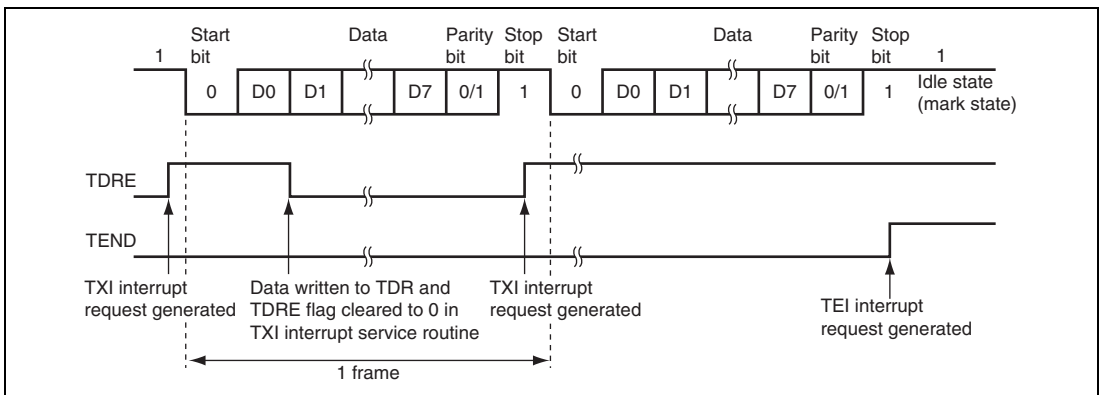 Start Data Parity Stop Start Data Parity Stop
1 bit bit bit bit bit bit 1
0 D0 D1 D7 0/1 1 0 D0 D1 D7 0/1 1 Idle state
(mark state)
TDRE
TEND
TXI interrupt
request generated
Data written to TDR and
TDRE flag cleared to 0 in
TXI interrupt service routine
TXI interrupt
request generated
TEI interrupt
request generated
1 frame